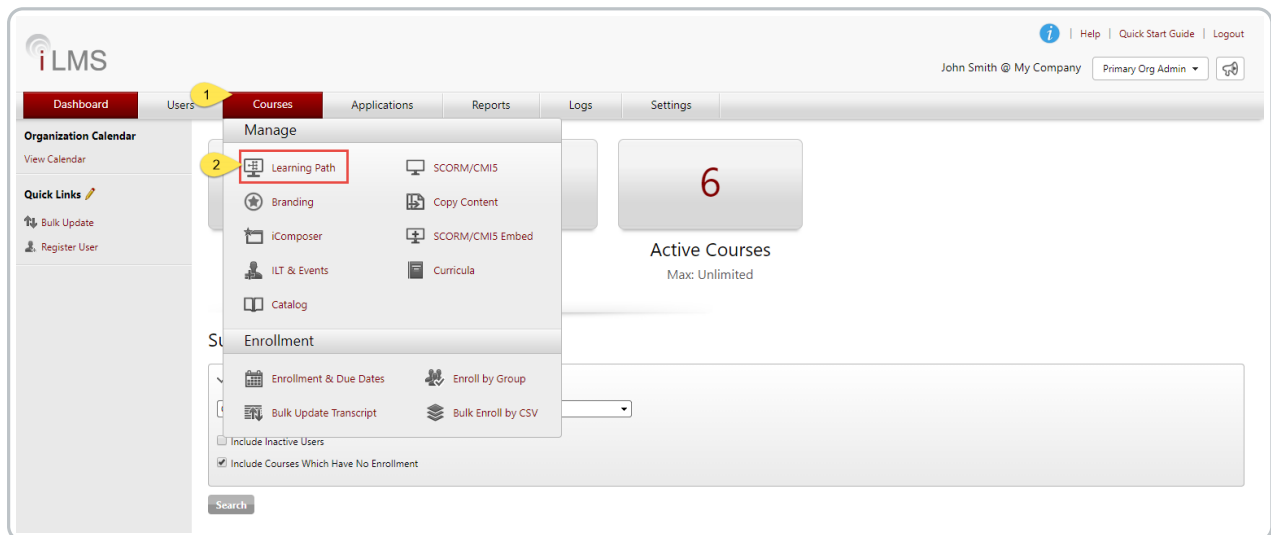 Help | Quick Start Guide | Logout
iLMS
John Smith @ My Company Primary Org Admin
Dashboard Users 1 Courses Applications Reports Logs Settings
Organization Calendar
View Calendar
Quick Links
Bulk Update
Register User
Manage
2 Learning Path SCORM/CMI5
Branding Copy Content
iComposer SCORM/CMI5 Embed
ILT & Events Curricula
Catalog
Enrollment
Enrollment & Due Dates Enroll by Group
Bulk Update Transcript Bulk Enroll by CSV
6
Active Courses
Max: Unlimited
Include Inactive Users
Include Courses Which Have No Enrollment
Search